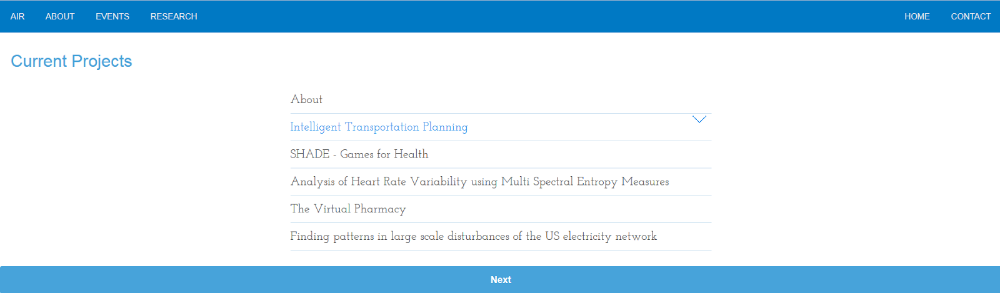 AIR ABOUT EVENTS RESEARCH HOME CONTACT
Current Projects
About
Intelligent Transportation Planning
SHADE - Games for Health
Analysis of Heart Rate Variability using Multi Spectral Entropy Measures
The Virtual Pharmacy
Finding patterns in large scale disturbances of the US electricity network
Next